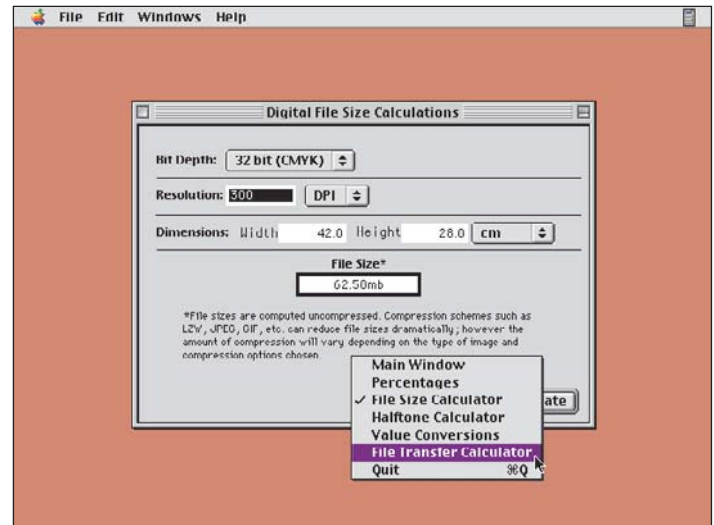 File Edit Windows Help
Digital File Size Calculations
Bit Depth: 32 bit (CMYK)
Resolution: 300 DPI
Dimensions: Width 42.0 Height 28.0 cm
File Size*
62.50mb
*File sizes are computed uncompressed. Compression schemes such as
LZW, JPEG, GIF, etc. can reduce file sizes dramatically; however the
amount of compression will vary depending on the type of image and
compression options chosen.
Main Window
Percentages
✓ File Size Calculator
ate
Halftone Calculator
Value Conversions
File Transfer Calculator
Quit ⌘Q